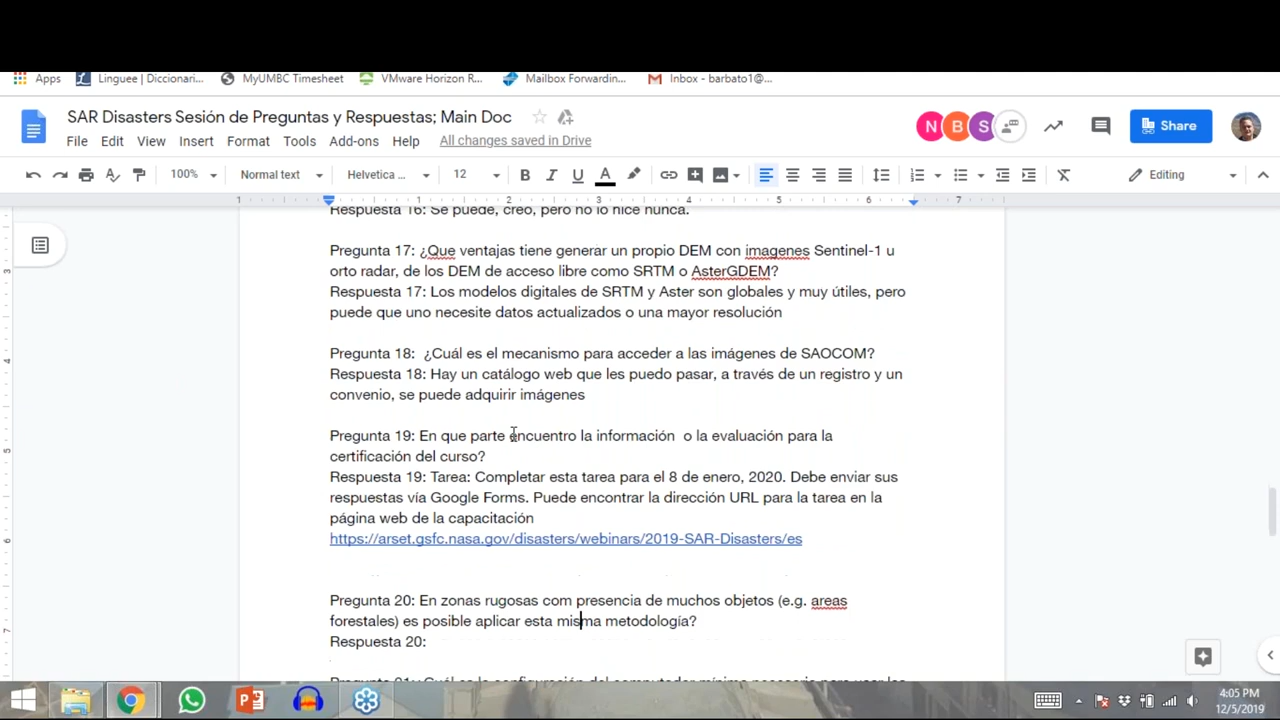 Apps Linguee | Diccionari... MyUMBC Timesheet VMware Horizon R... Mailbox Forwardin... Inbox - barbato1@...
SAR Disasters Sesión de Preguntas y Respuestas; Main Doc
N B S Share
File Edit View Insert Format Tools Add-ons Help All changes saved in Drive
100% Normal text Helvetica ... 12 B I U A Editing
1 1 2 3 4 5 6 7
Respuesta 16: Se puede, creo, pero no lo hice nunca.
Pregunta 17: ¿Que ventajas tiene generar un propio DEM con imagenes Sentinel-1 u
orto radar, de los DEM de acceso libre como SRTM o AsterGDEM?
Respuesta 17: Los modelos digitales de SRTM y Aster son globales y muy útiles, pero
puede que uno necesite datos actualizados o una mayor resolución
Pregunta 18: ¿Cuál es el mecanismo para acceder a las imágenes de SAOCOM?
Respuesta 18: Hay un catálogo web que les puedo pasar, a través de un registro y un
convenio, se puede adquirir imágenes
Pregunta 19: En que parte encuentro la información o la evaluación para la
certificación del curso?
Respuesta 19: Tarea: Completar esta tarea para el 8 de enero, 2020. Debe enviar sus
respuestas vía Google Forms. Puede encontrar la dirección URL para la tarea en la
página web de la capacitación
https://arset.gsfc.nasa.gov/disasters/webinars/2019-SAR-Disasters/es
Pregunta 20: En zonas rugosas com presencia de muchos objetos (e.g. areas
forestales) es posible aplicar esta misma metodología?
Respuesta 20:
4:05 PM
12/5/2019